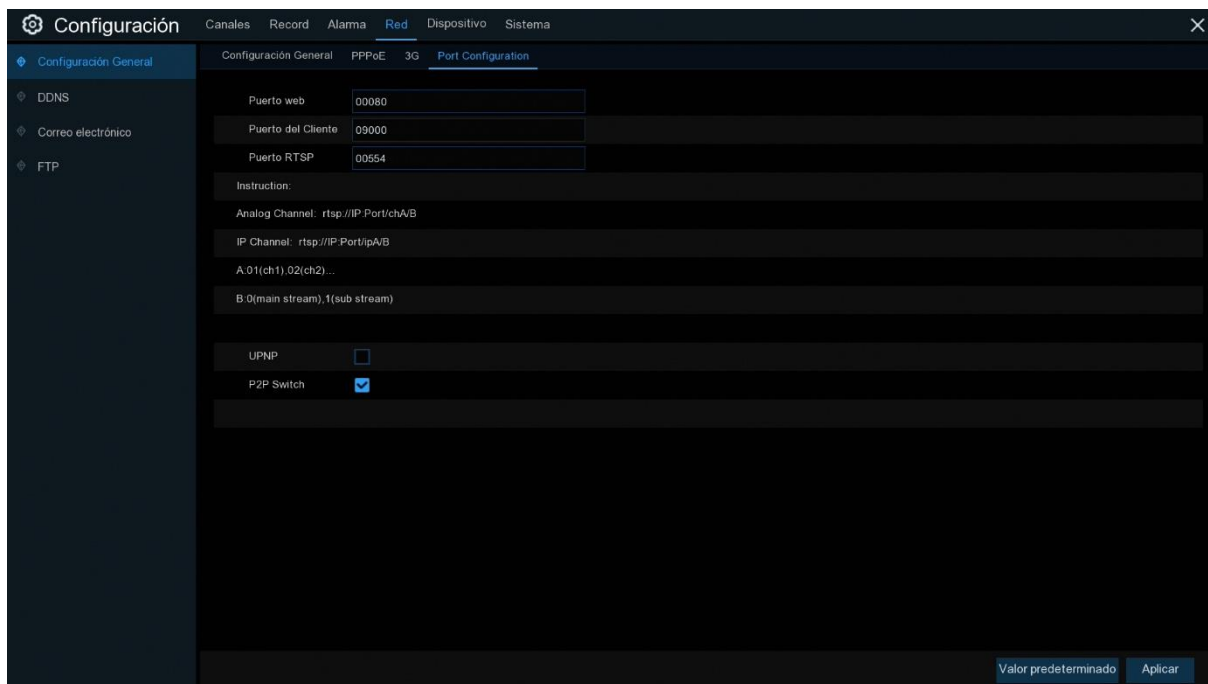 Configuración
Canales Record Alarma Red Dispositivo Sistema
Configuración General
DDNS
Correo electrónico
FTP
Configuración General PPPoE 3G Port Configuration
Puerto web 00080
Puerto del Cliente 09000
Puerto RTSP 00554
Instruction:
Analog Channel: rtsp://IP:Port/chA/B
IP Channel: rtsp://IP:Port/ipA/B
A:01(ch1),02(ch2)...
B:0(main stream),1(sub stream)
UPNP
P2P Switch
Valor predeterminado Aplicar